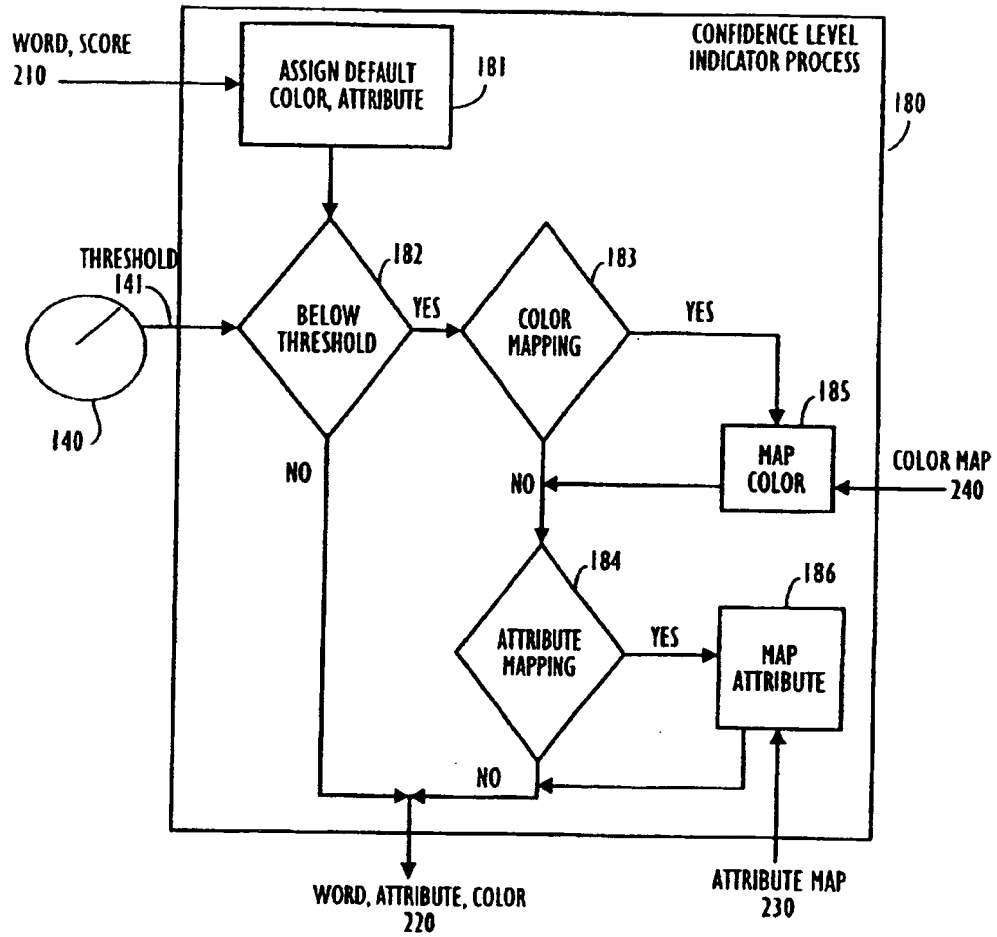 CONFIDENCE LEVEL
INDICATOR PROCESS
WORD, SCORE
210
ASSIGN DEFAULT
COLOR, ATTRIBUTE
181
180
THRESHOLD
141
182
183
BELOW
THRESHOLD
YES
COLOR
MAPPING
YES
140
185
NO
NO
MAP
COLOR
COLOR MAP
240
184
186
ATTRIBUTE
MAPPING
YES
MAP
ATTRIBUTE
NO
WORD, ATTRIBUTE, COLOR
220
ATTRIBUTE MAP
230